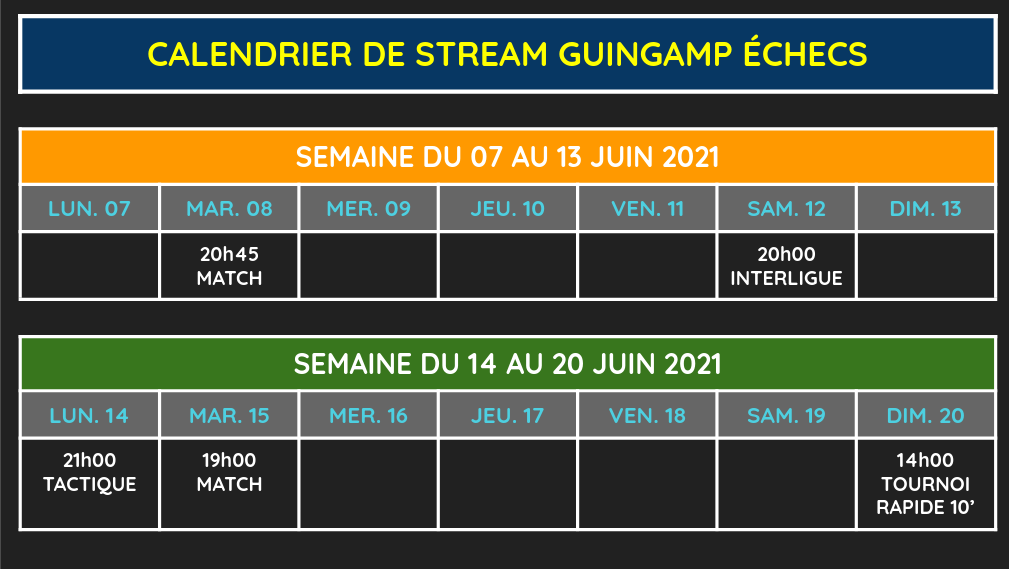 CALENDRIER DE STREAM GUINGAMP ÉCHECS
SEMAINE DU 07 AU 13 JUIN 2021
LUN. 07 MAR. 08 MER. 09 JEU. 10 VEN. 11 SAM. 12 DIM. 13
20h45 20h00
MATCH INTERLIGUE
SEMAINE DU 14 AU 20 JUIN 2021
LUN. 14 MAR. 15 MER. 16 JEU. 17 VEN. 18 SAM. 19 DIM. 20
21h00 19h00 14h00
TACTIQUE MATCH TOURNOI
RAPIDE 10’